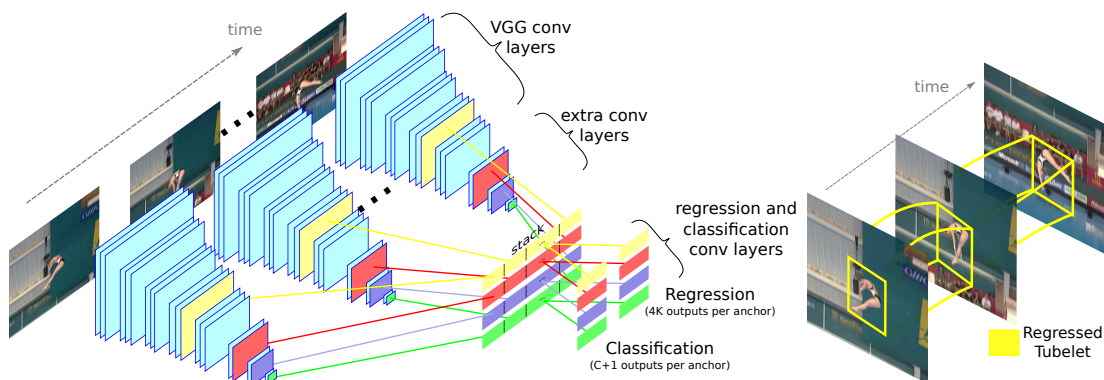 time
VGG conv
layers
extra conv
layers
stack
regression and
classification
conv layers
Regression
(4K outputs per anchor)
Classification
(C+1 outputs per anchor)
time
Regressed
Tubelet